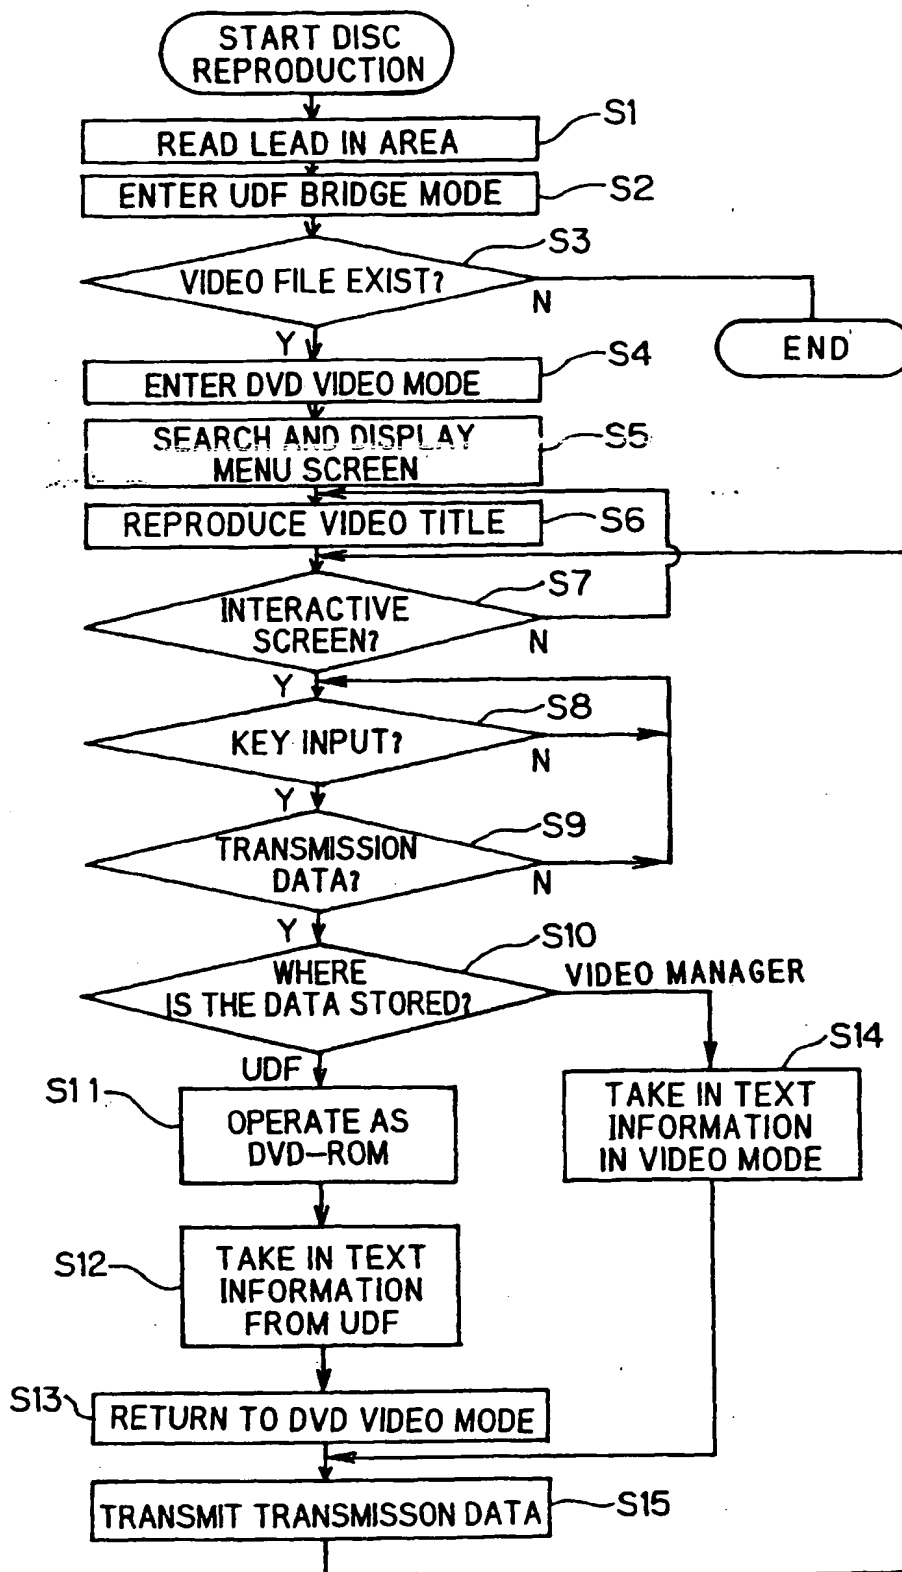 START DISC
REPRODUCTION
S1
READ LEAD IN AREA
S2
ENTER UDF BRIDGE MODE
S3
VIDEO FILE EXIST?
N
Y
END
S4
ENTER DVD VIDEO MODE
S5
SEARCH AND DISPLAY
MENU SCREEN
S6
REPRODUCE VIDEO TITLE
S7
INTERACTIVE
SCREEN?
N
Y
S8
KEY INPUT?
N
Y
S9
TRANSMISSION
DATA?
N
Y
S10
WHERE
IS THE DATA STORED?
VIDEO MANAGER
UDF
S11
OPERATE AS
DVD-ROM
S14
TAKE IN TEXT
INFORMATION
IN VIDEO MODE
S12
TAKE IN TEXT
INFORMATION
FROM UDF
S13
RETURN TO DVD VIDEO MODE
S15
TRANSMIT TRANSMISSON DATA